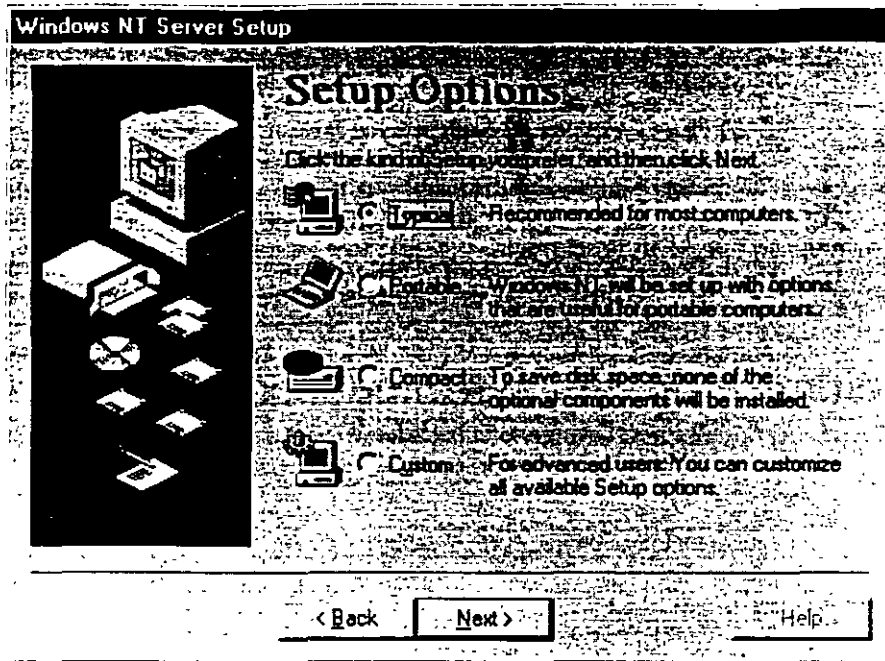 Windows NT Server Setup
Setup Options
Click the kind of Setup you prefer, and then click Next.
Typical Recommended for most computers.
Portable Windows NT will be set up with options
that are useful for portable computers.
Compact To save disk space, none of the
optional components will be installed.
Custom For advanced users. You can customize
all available Setup options.
< Back Next > Help